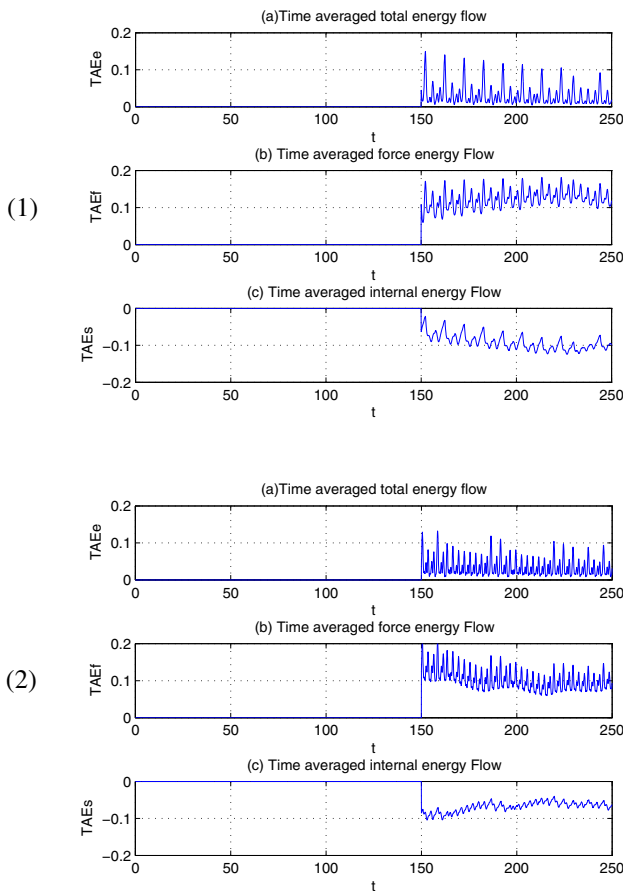 (1)
(a)Time averaged total energy flow
TAEe
0.2
0.1
0
0 50 100 150 200 250
t
(b) Time averaged force energy Flow
TAEf
0.2
0.1
0
0 50 100 150 200 250
t
(c) Time averaged internal energy Flow
TAEs
0
−0.1
−0.2
0 50 100 150 200 250
t
(2)
(a)Time averaged total energy flow
TAEe
0.2
0.1
0
0 50 100 150 200 250
t
(b) Time averaged force energy Flow
TAEf
0.2
0.1
0
0 50 100 150 200 250
t
(c) Time averaged internal energy Flow
TAEs
0
−0.1
−0.2
0 50 100 150 200 250
t